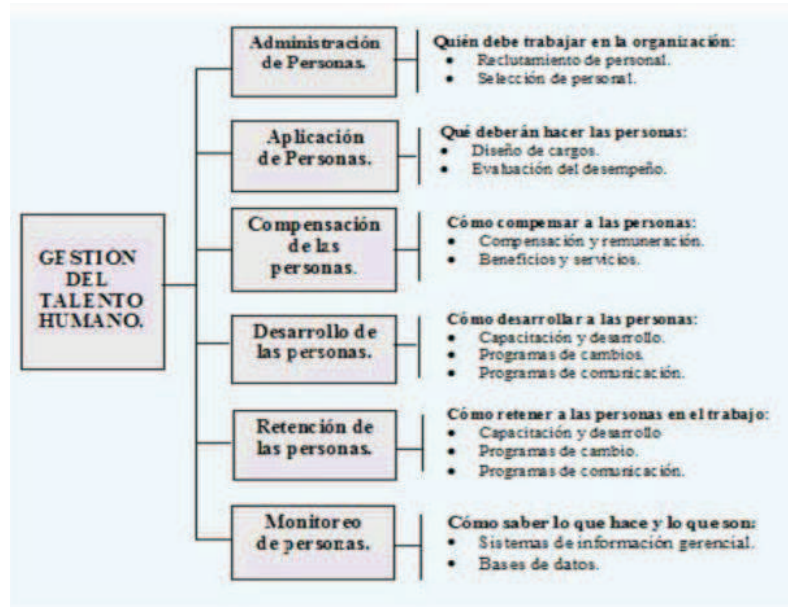 GESTION
DEL
TALENTO
HUMANO.
Administración
de Personas.
Quién debe trabajar en la organización:
• Reclutamiento de personal.
• Selección de personal.
Aplicación
de Personas.
Qué deberán hacer las personas:
• Diseño de cargos.
• Evaluación del desempeño.
Compensación
de las
personas.
Cómo compensar a las personas:
• Compensación y remuneración.
• Beneficios y servicios.
Desarrollo de
las personas.
Cómo desarrollar a las personas:
• Capacitación y desarrollo.
• Programas de cambios.
• Programas de comunicación.
Retención de
las personas.
Cómo retener a las personas en el trabajo:
• Capacitación y desarrollo
• Programas de cambio.
• Programas de comunicación.
Monitoreo
de personas.
Cómo saber lo que hace y lo que son:
• Sistemas de información gerencial.
• Bases de datos.